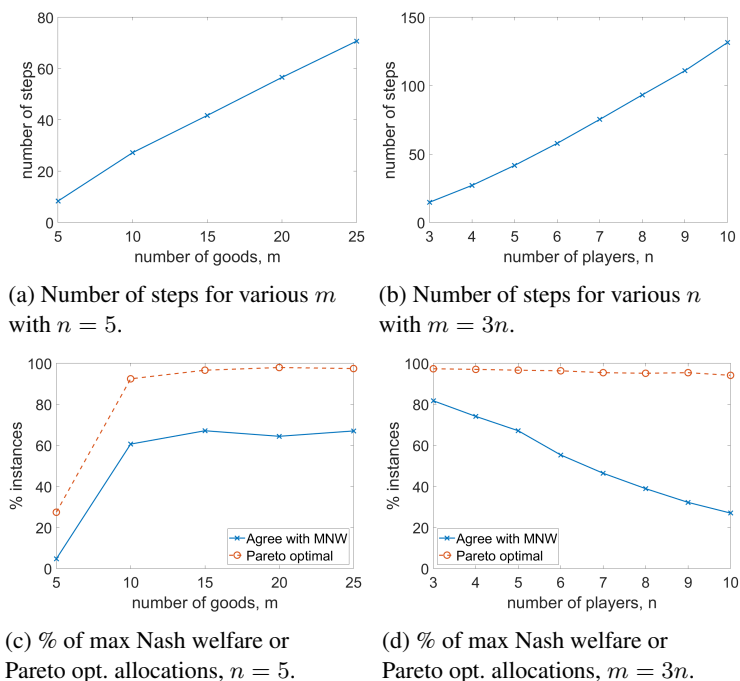 80
60
40
20
0
5 10 15 20 25
number of steps
number of goods, m
(a) Number of steps for various m
with n = 5.
150
100
50
0
3 4 5 6 7 8 9 10
number of steps
number of players, n
(b) Number of steps for various n
with m = 3n.
100
80
60
40
20
0
5 10 15 20 25
% instances
Agree with MNW
Pareto optimal
number of goods, m
(c) % of max Nash welfare or
Pareto opt. allocations, n = 5.
100
80
60
40
20
0
3 4 5 6 7 8 9 10
% instances
Agree with MNW
Pareto optimal
number of players, n
(d) % of max Nash welfare or
Pareto opt. allocations, m = 3n.